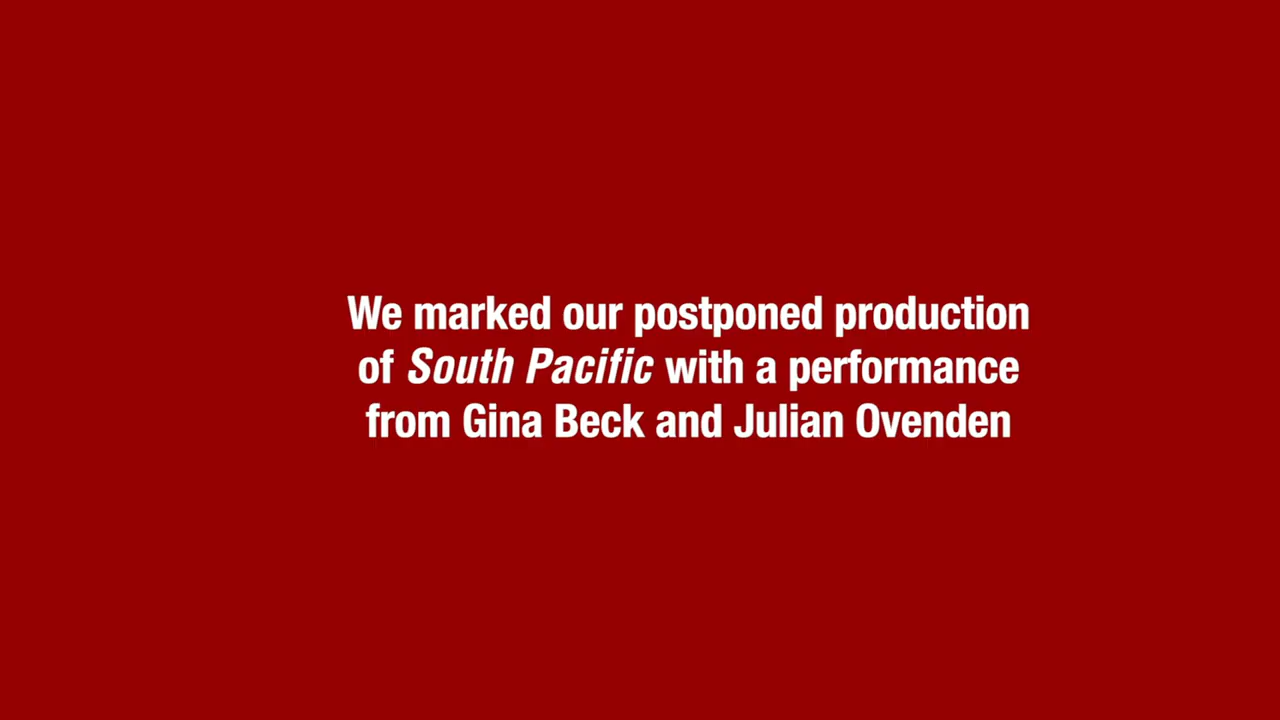 We marked our postponed production
of South Pacific with a performance
from Gina Beck and Julian Ovenden